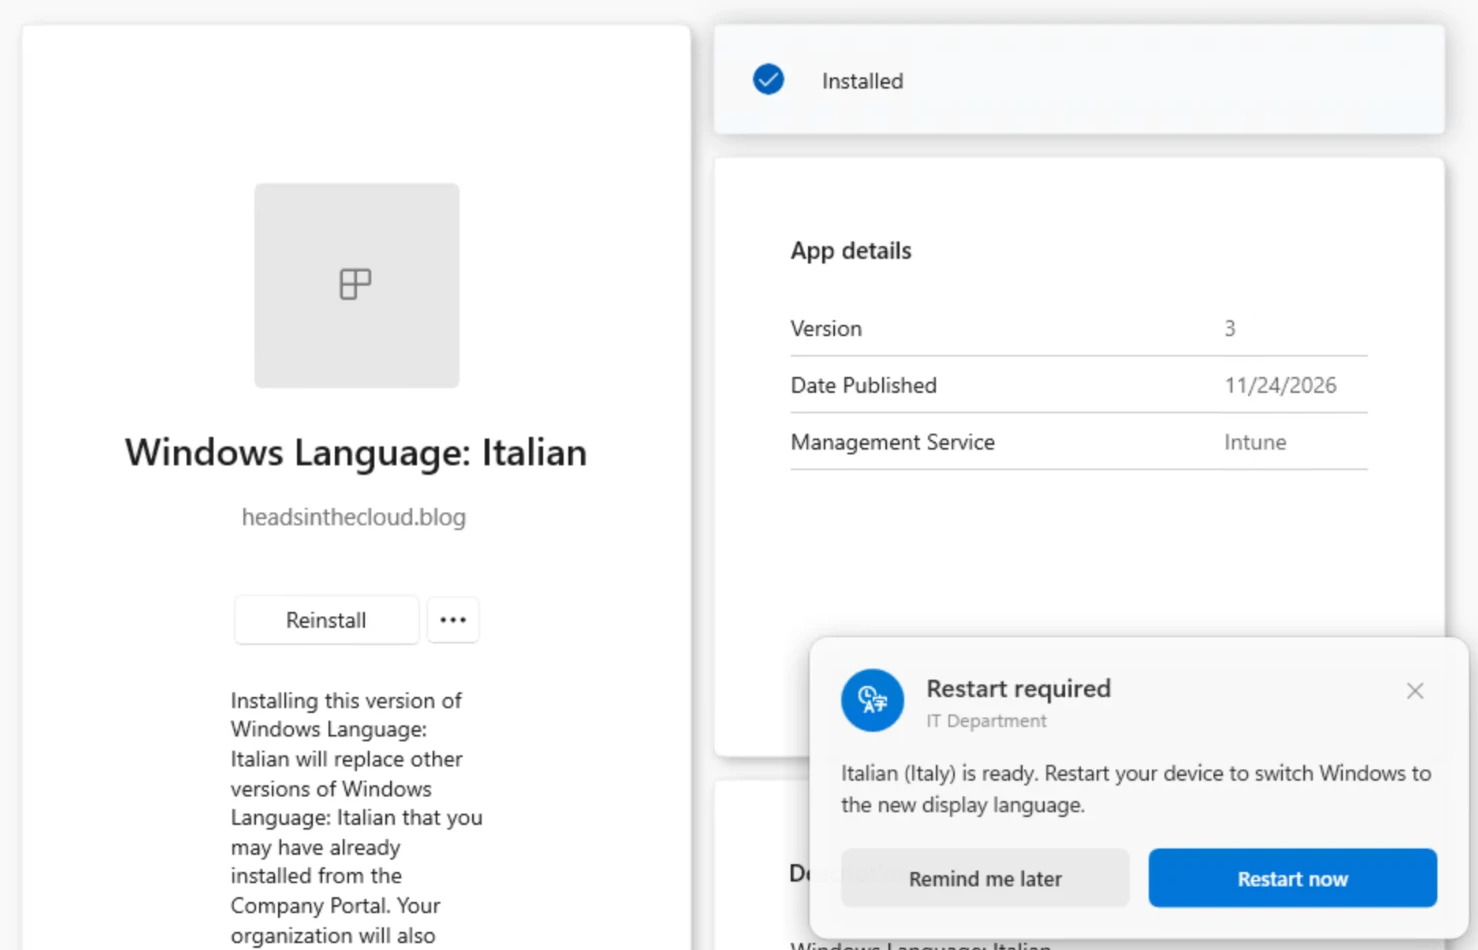 Windows Language: Italian
headsinthecloud.blog
Reinstall
Installing this version of
Windows Language:
Italian will replace other
versions of Windows
Language: Italian that you
may have already
installed from the
Company Portal. Your
organization will also
Installed
App details
Version 3
Date Published 11/24/2026
Management Service Intune
Restart required
IT Department
Italian (Italy) is ready. Restart your device to switch Windows to
the new display language.
Remind me later
Restart now
Windows Language: Italian